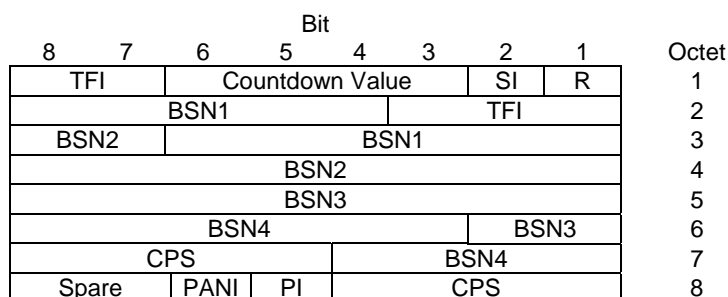 Bit
8 7 6 5 4 3 2 1 Octet
TFI Countdown Value SI R 1
BSN1 TFI 2
BSN2 BSN1 3
BSN2 4
BSN3 5
BSN4 BSN3 6
CPS BSN4 7
Spare PANI PI CPS 8